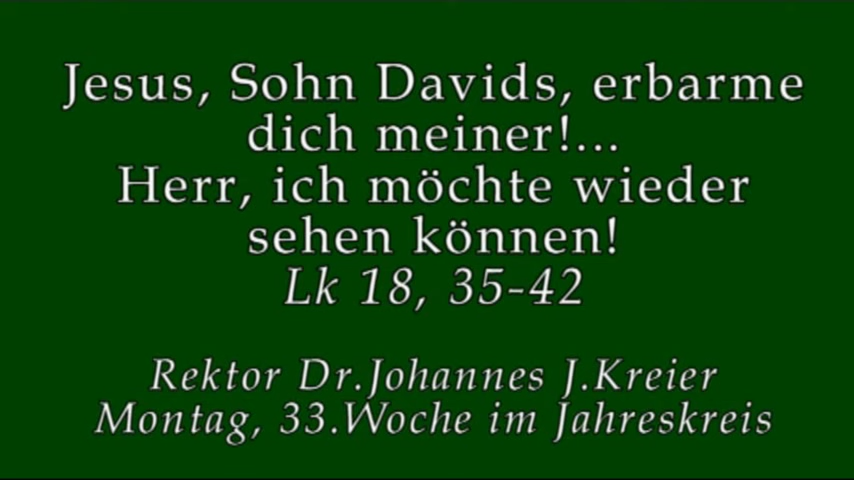 Jesus, Sohn Davids, erbarme
dich meiner!...
Herr, ich möchte wieder
sehen können!
Lk 18, 35-42
Rektor Dr.Johannes J.Kreier
Montag, 33.Woche im Jahreskreis